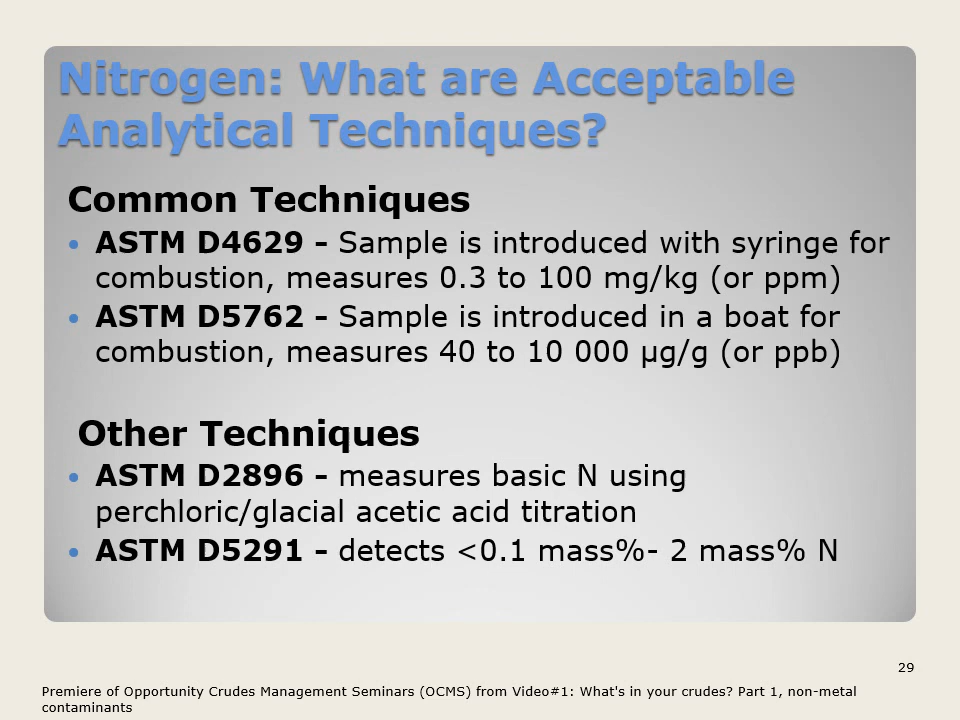 Nitrogen: What are Acceptable
Analytical Techniques?
Common Techniques
• ASTM D4629 – Sample is introduced with syringe for
combustion, measures 0.3 to 100 mg/kg (or ppm)
• ASTM D5762 – Sample is introduced in a boat for
combustion, measures 40 to 10 000 µg/g (or ppb)
Other Techniques
• ASTM D2896 – measures basic N using
perchloric/glacial acetic acid titration
• ASTM D5291 – detects <0.1 mass%- 2 mass% N
29
Premiere of Opportunity Crudes Management Seminars (OCMS) from Video#1: What's in your crudes? Part 1, non-metal
contaminants